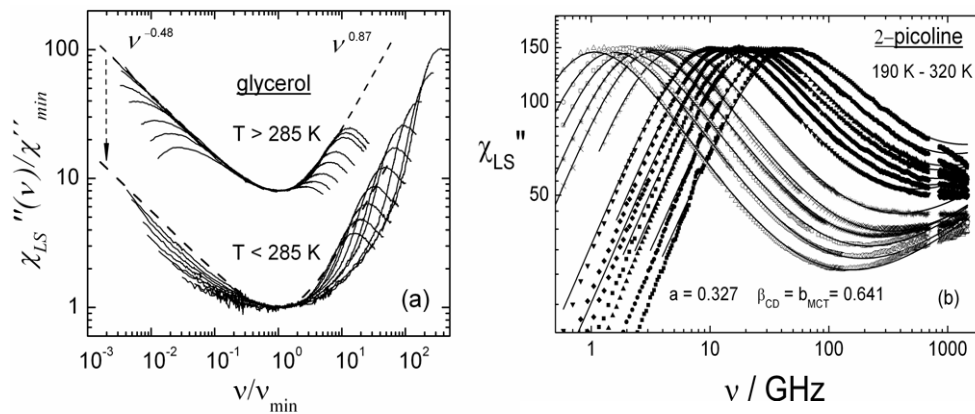 ν^-0.48
ν^0.87
glycerol
T > 285 K
T < 285 K
(a)
χ_LS''(ν)/χ''_min
100
10
1
10^-3
10^-2
10^-1
10^0
10^1
10^2
ν/ν_min
2-picoline
190 K - 320 K
χ_LS''
150
100
50
a = 0.327 β_CD = b_MCT = 0.641
(b)
1
10
100
1000
ν / GHz